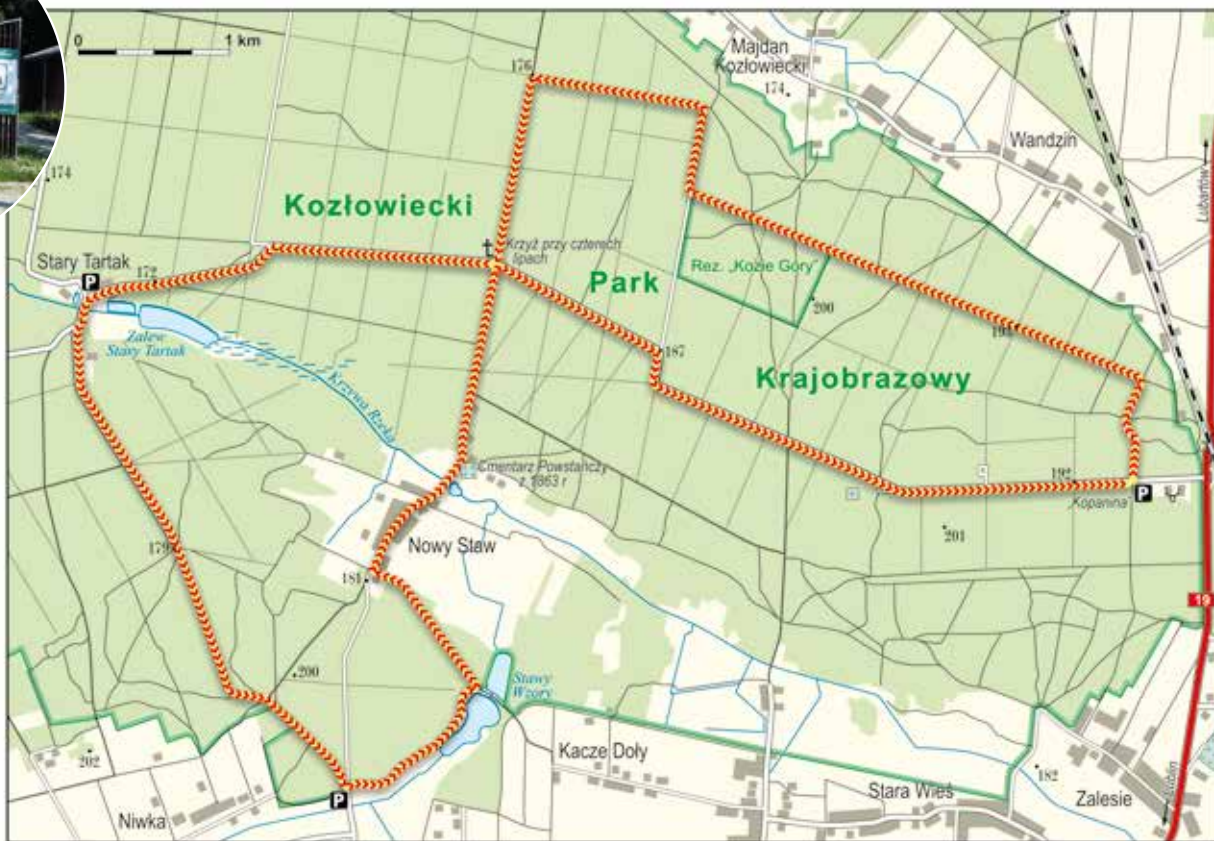 0 1 km
176
Majdan
Kozłowiecki
174
Wandzin
Lubartów
174
Kozłowiecki
Krzyż przy czterech
lipach
Stary Tartak
P
172
Park
Rez. „Kozie Góry”
200
Zalew
Stary Tartak
193
187
Krajobrazowy
Krzywa Rzeka
Cmentarz Powstańczy
z 1863 r
192
„Kopanina”
P
201
179
Nowy Staw
181
19
200
Stawy
Wzory
202
Kacze Doły
182
Stara Wieś
Zalesie
Lublin
P
Niwka